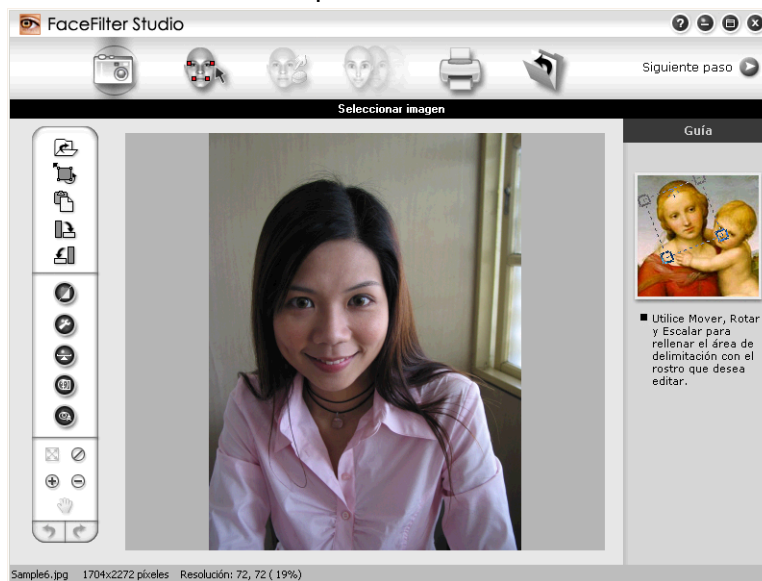 FaceFilter Studio
Siguiente paso
Seleccionar imagen
Guía
■ Utilice Mover, Rotar
y Escalar para
rellenar el área de
delimitación con el
rostro que desea
editar.
Sample6.jpg 1704x2272 píxeles Resolución: 72, 72 ( 19%)